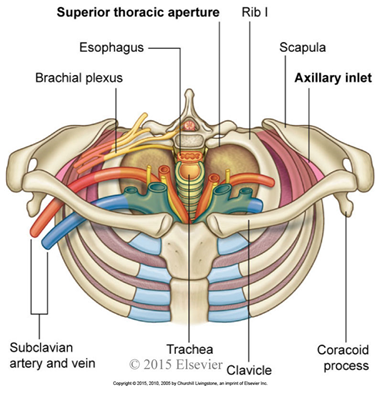 Superior thoracic aperture
Rib I
Esophagus
Scapula
Brachial plexus
Axillary inlet
Subclavian
artery and vein
Trachea
Clavicle
Coracoid
process
© 2015 Elsevier
Copyright © 2015, 2010, 2005 by Churchill Livingstone, an imprint of Elsevier Inc.